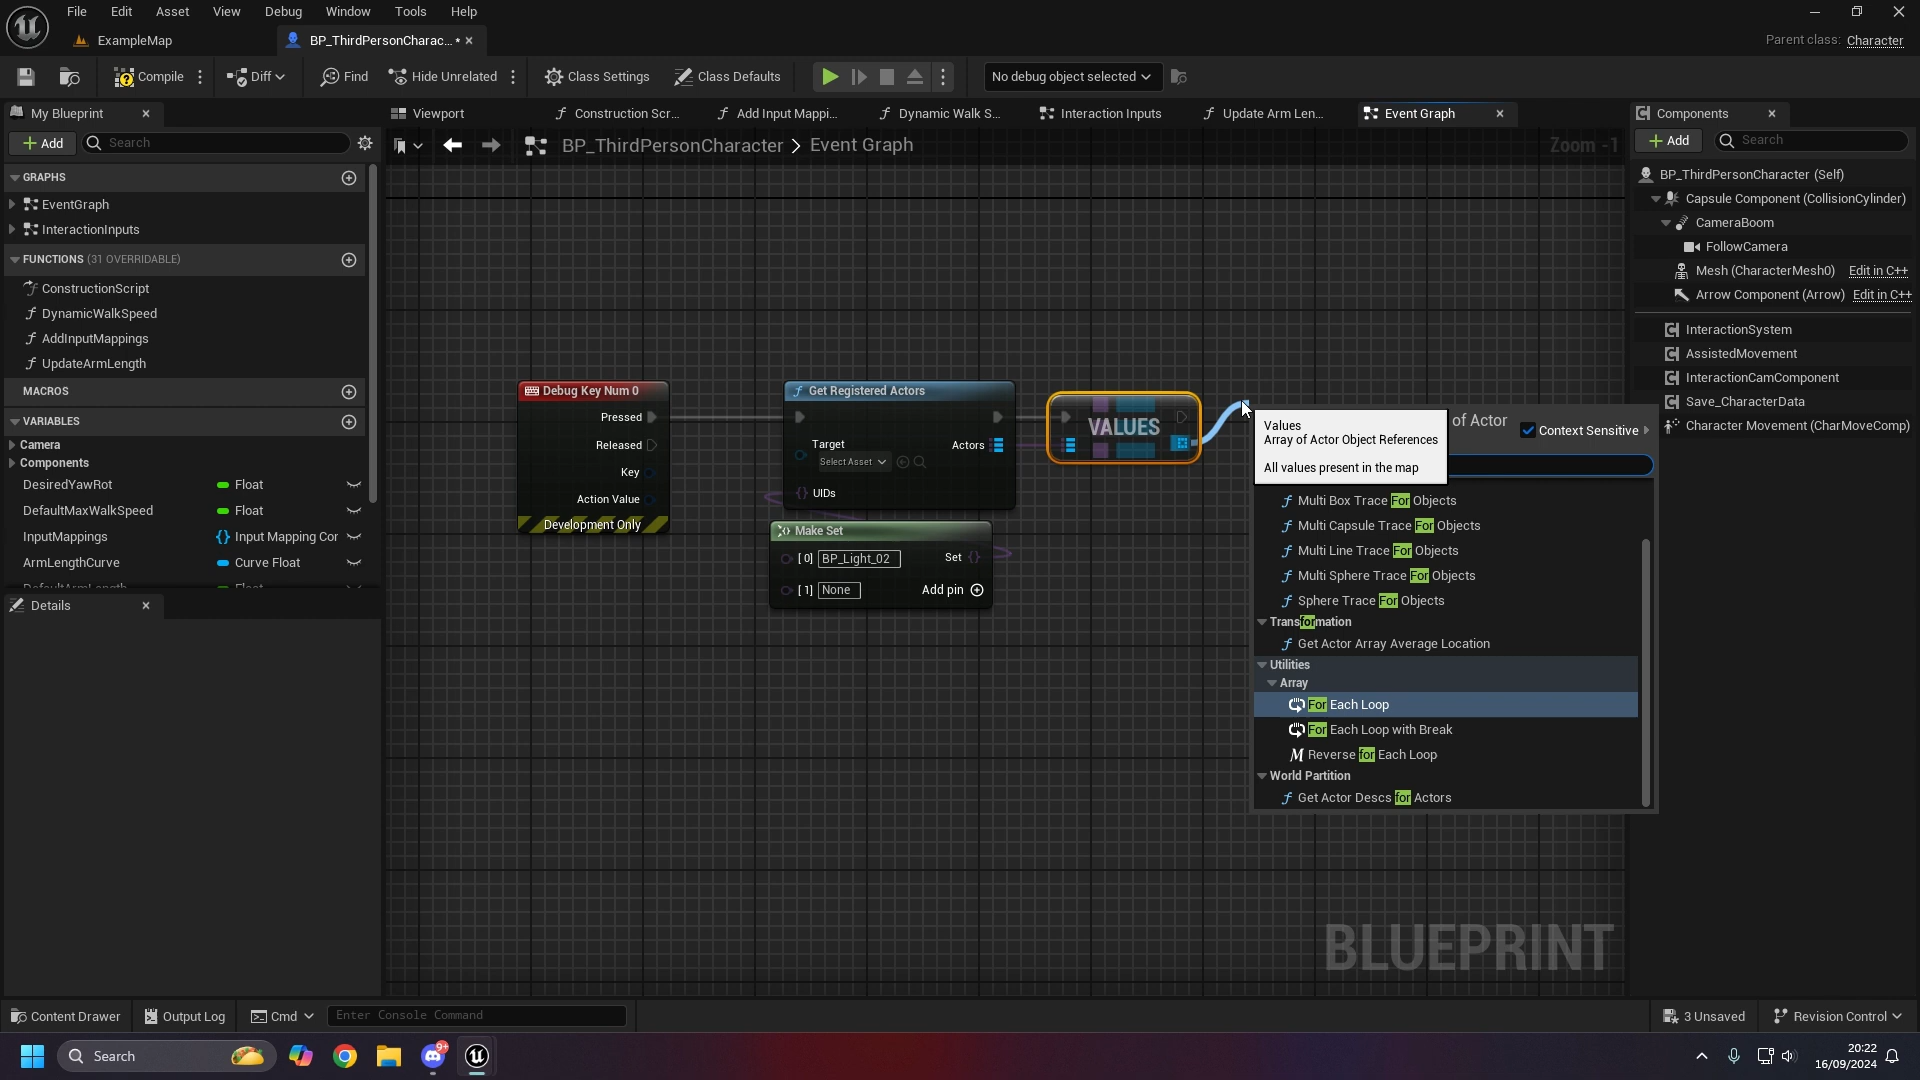 File Edit Asset View Debug Window Tools Help
ExampleMap
BP_ThirdPersonCharac... •
Parent class: Character
Compile
Diff
Find
Hide Unrelated
Class Settings
Class Defaults
No debug object selected
My Blueprint
Viewport
Construction Scr...
Add Input Mappi...
Dynamic Walk S...
Interaction Inputs
Update Arm Len...
Event Graph
Components
Add
Search
BP_ThirdPersonCharacter > Event Graph
Zoom -1
Add
Search
GRAPHS
EventGraph
InteractionInputs
FUNCTIONS (31 OVERRIDABLE)
ConstructionScript
DynamicWalkSpeed
AddInputMappings
UpdateArmLength
MACROS
VARIABLES
Camera
Components
DesiredYawRot Float
DefaultMaxWalkSpeed Float
InputMappings Input Mapping Cor
ArmLengthCurve Curve Float
DefaultArmLength Float
Details
Debug Key Num 0
Pressed
Released
Key
Action Value
Development Only
Get Registered Actors
Target
Select Asset
Actors
UIDs
Make Set
[ 0] BP_Light_02
Set
[ 1] None
Add pin
VALUES
Values
Array of Actor Object References
All values present in the map
of Actor
Context Sensitive
Multi Box Trace For Objects
Multi Capsule Trace For Objects
Multi Line Trace For Objects
Multi Sphere Trace For Objects
Sphere Trace For Objects
Transformation
Get Actor Array Average Location
Utilities
Array
For Each Loop
For Each Loop with Break
Reverse for Each Loop
World Partition
Get Actor Descs for Actors
BLUEPRINT
BP_ThirdPersonCharacter (Self)
Capsule Component (CollisionCylinder)
CameraBoom
FollowCamera
Mesh (CharacterMesh0) Edit in C++
Arrow Component (Arrow) Edit in C++
InteractionSystem
AssistedMovement
InteractionCamComponent
Save_CharacterData
Character Movement (CharMoveComp)
Content Drawer
Output Log
Cmd
Enter Console Command
3 Unsaved
Revision Control
Search
9+
20:22
16/09/2024